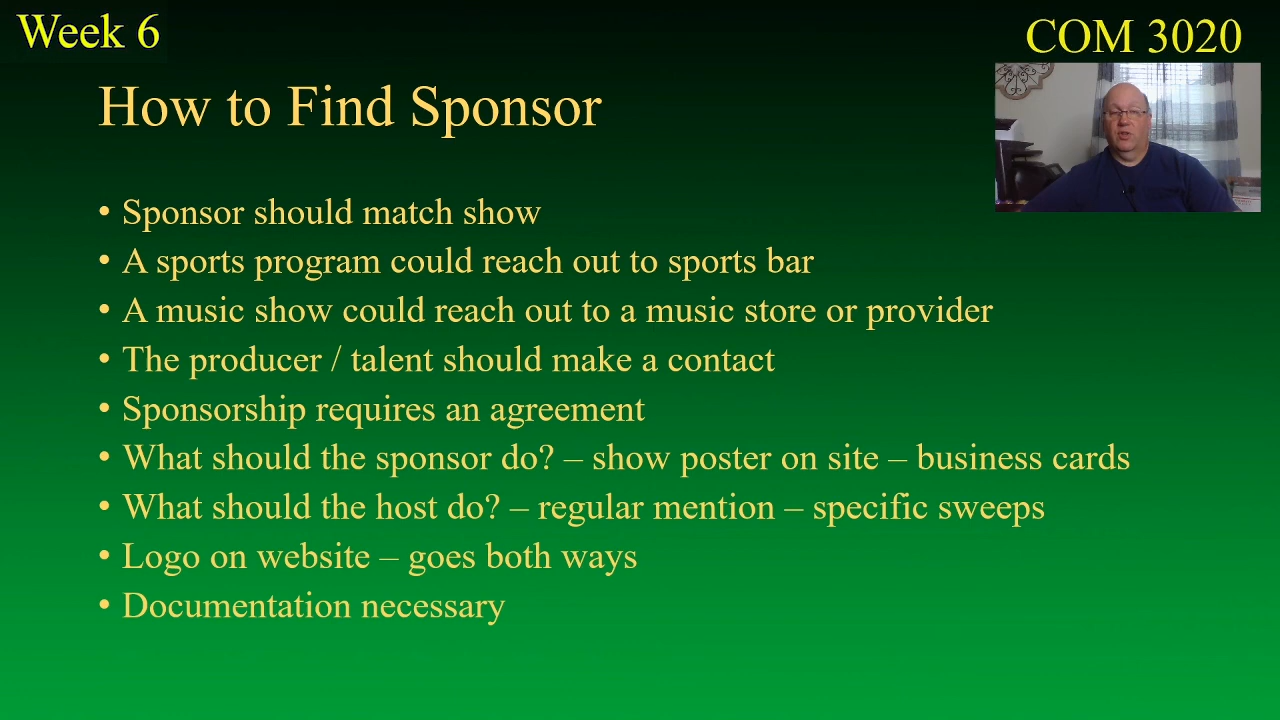 Week 6
COM 3020
How to Find Sponsor
• Sponsor should match show
• A sports program could reach out to sports bar
• A music show could reach out to a music store or provider
• The producer / talent should make a contact
• Sponsorship requires an agreement
• What should the sponsor do? – show poster on site – business cards
• What should the host do? – regular mention – specific sweeps
• Logo on website – goes both ways
• Documentation necessary